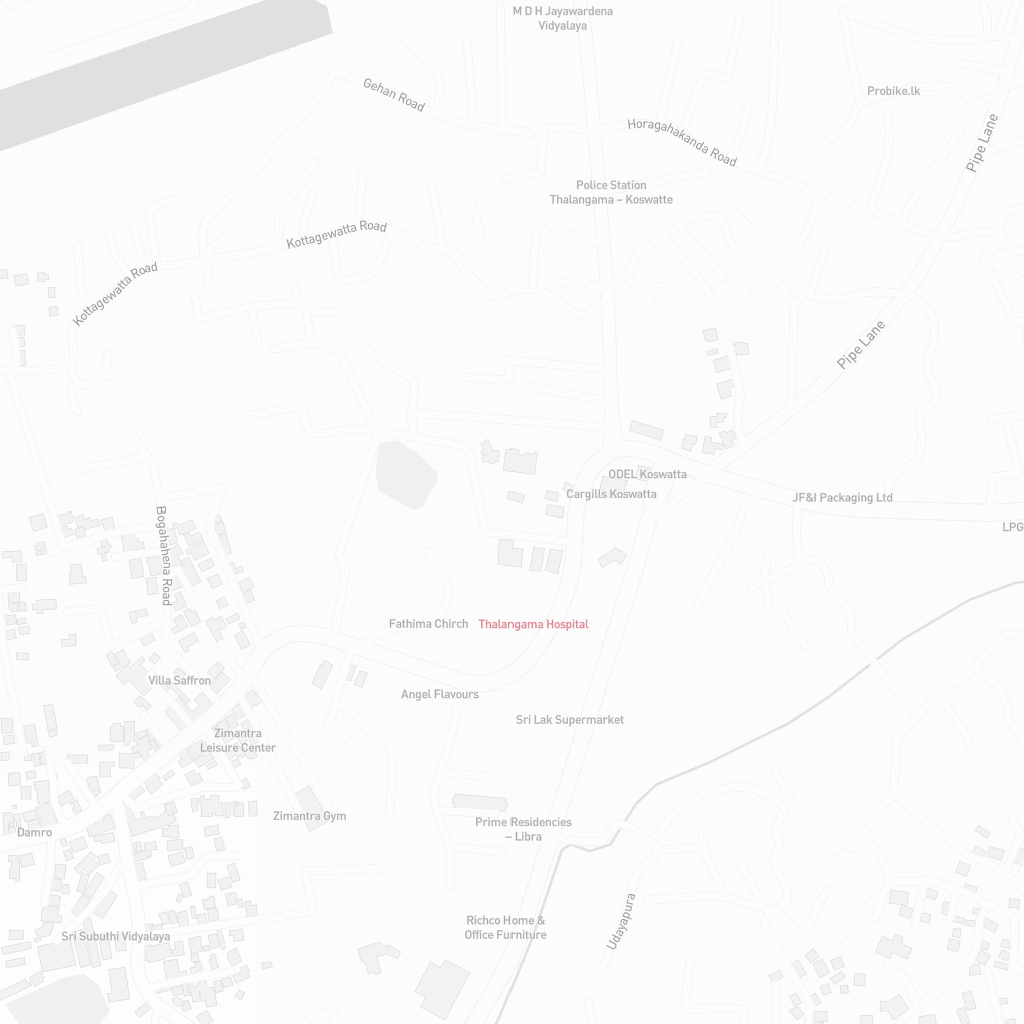 M D H Jayawardena
Vidyalaya
Gehan Road
Probike.lk
Horagahakanda Road
Pipe Lane
Police Station
Thalangama – Koswatte
Kottagewatta Road
Kottagewatta Road
Pipe Lane
ODEL Koswatta
Cargills Koswatta
JF&I Packaging Ltd
LPG
Bogahahena Road
Fathima Chirch
Thalangama Hospital
Villa Saffron
Angel Flavours
Sri Lak Supermarket
Zimantra
Leisure Center
Zimantra Gym
Prime Residencies
– Libra
Damro
Udayapura
Richco Home &
Office Furniture
Sri Subuthi Vidyalaya